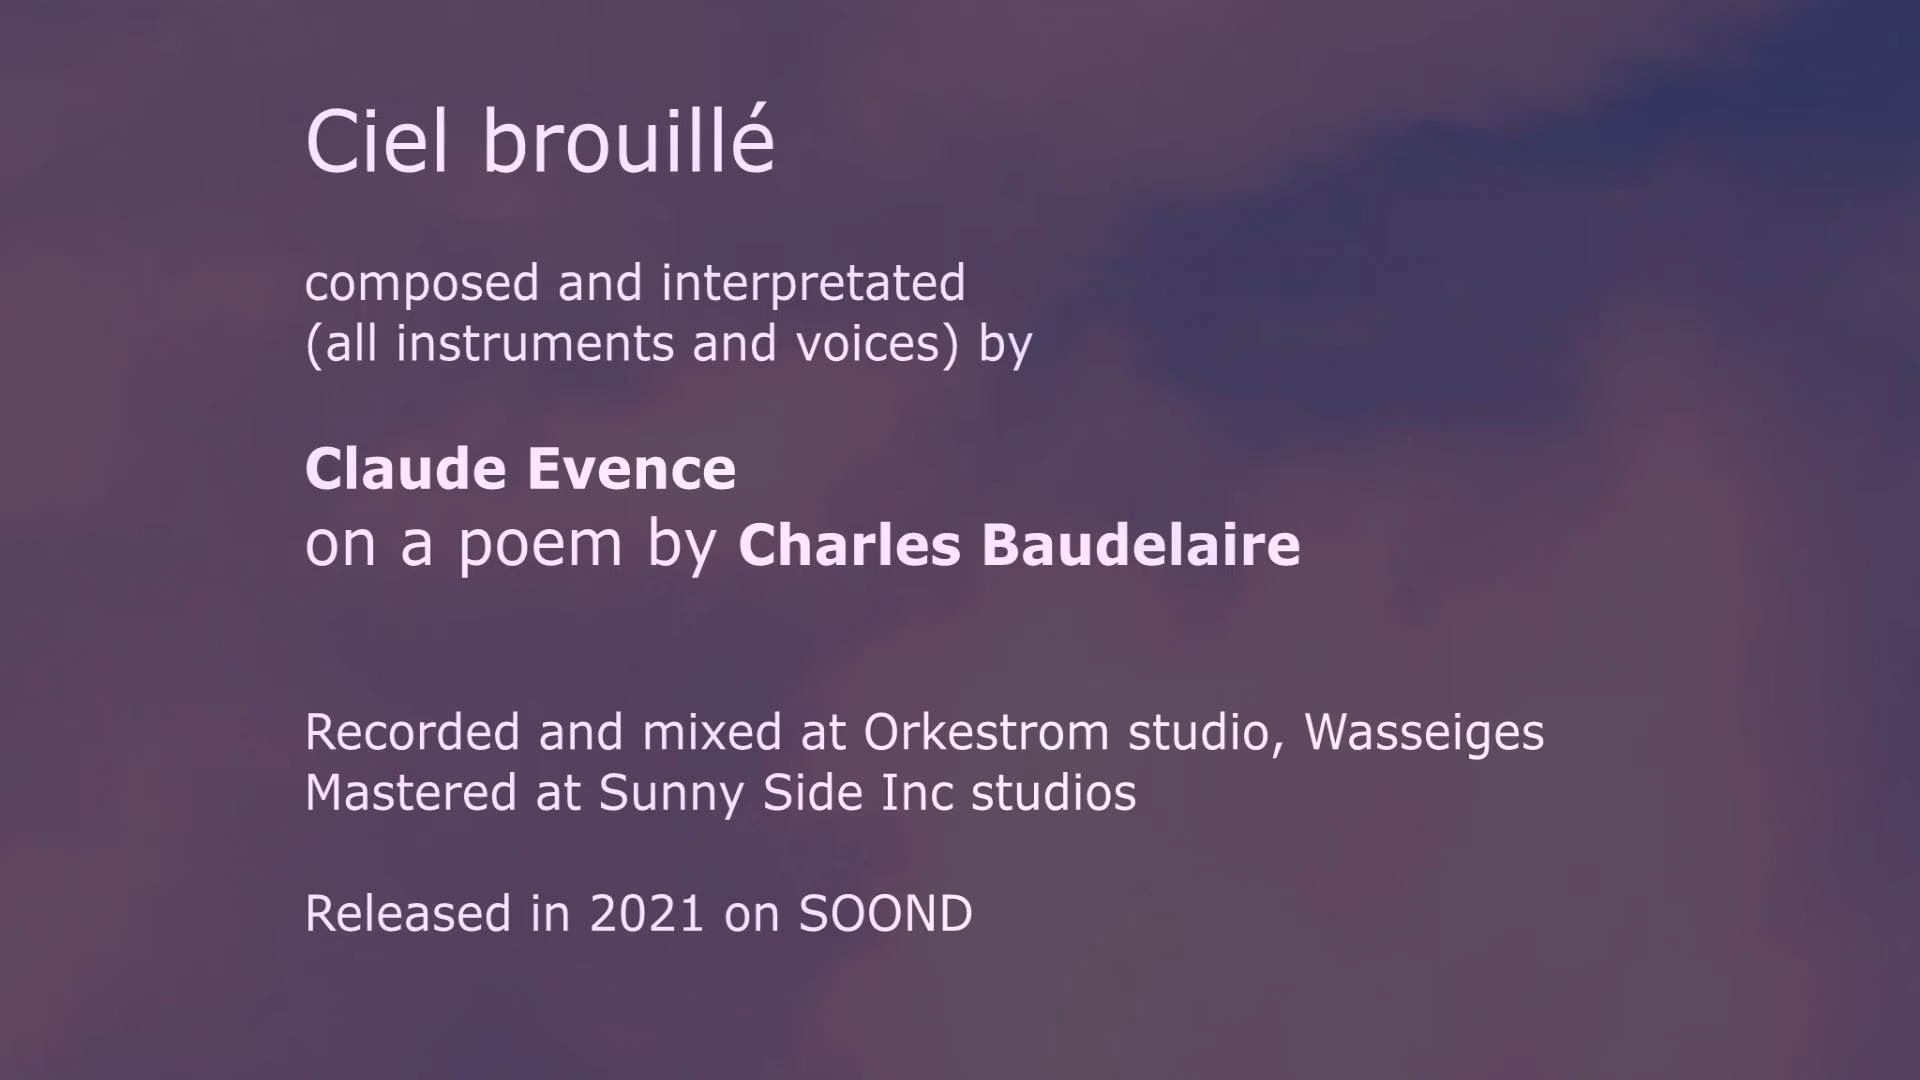 Ciel brouillé
composed and interpretated
(all instruments and voices) by
Claude Evence
on a poem by Charles Baudelaire
Recorded and mixed at Orkestrom studio, Wasseiges
Mastered at Sunny Side Inc studios
Released in 2021 on SOOND